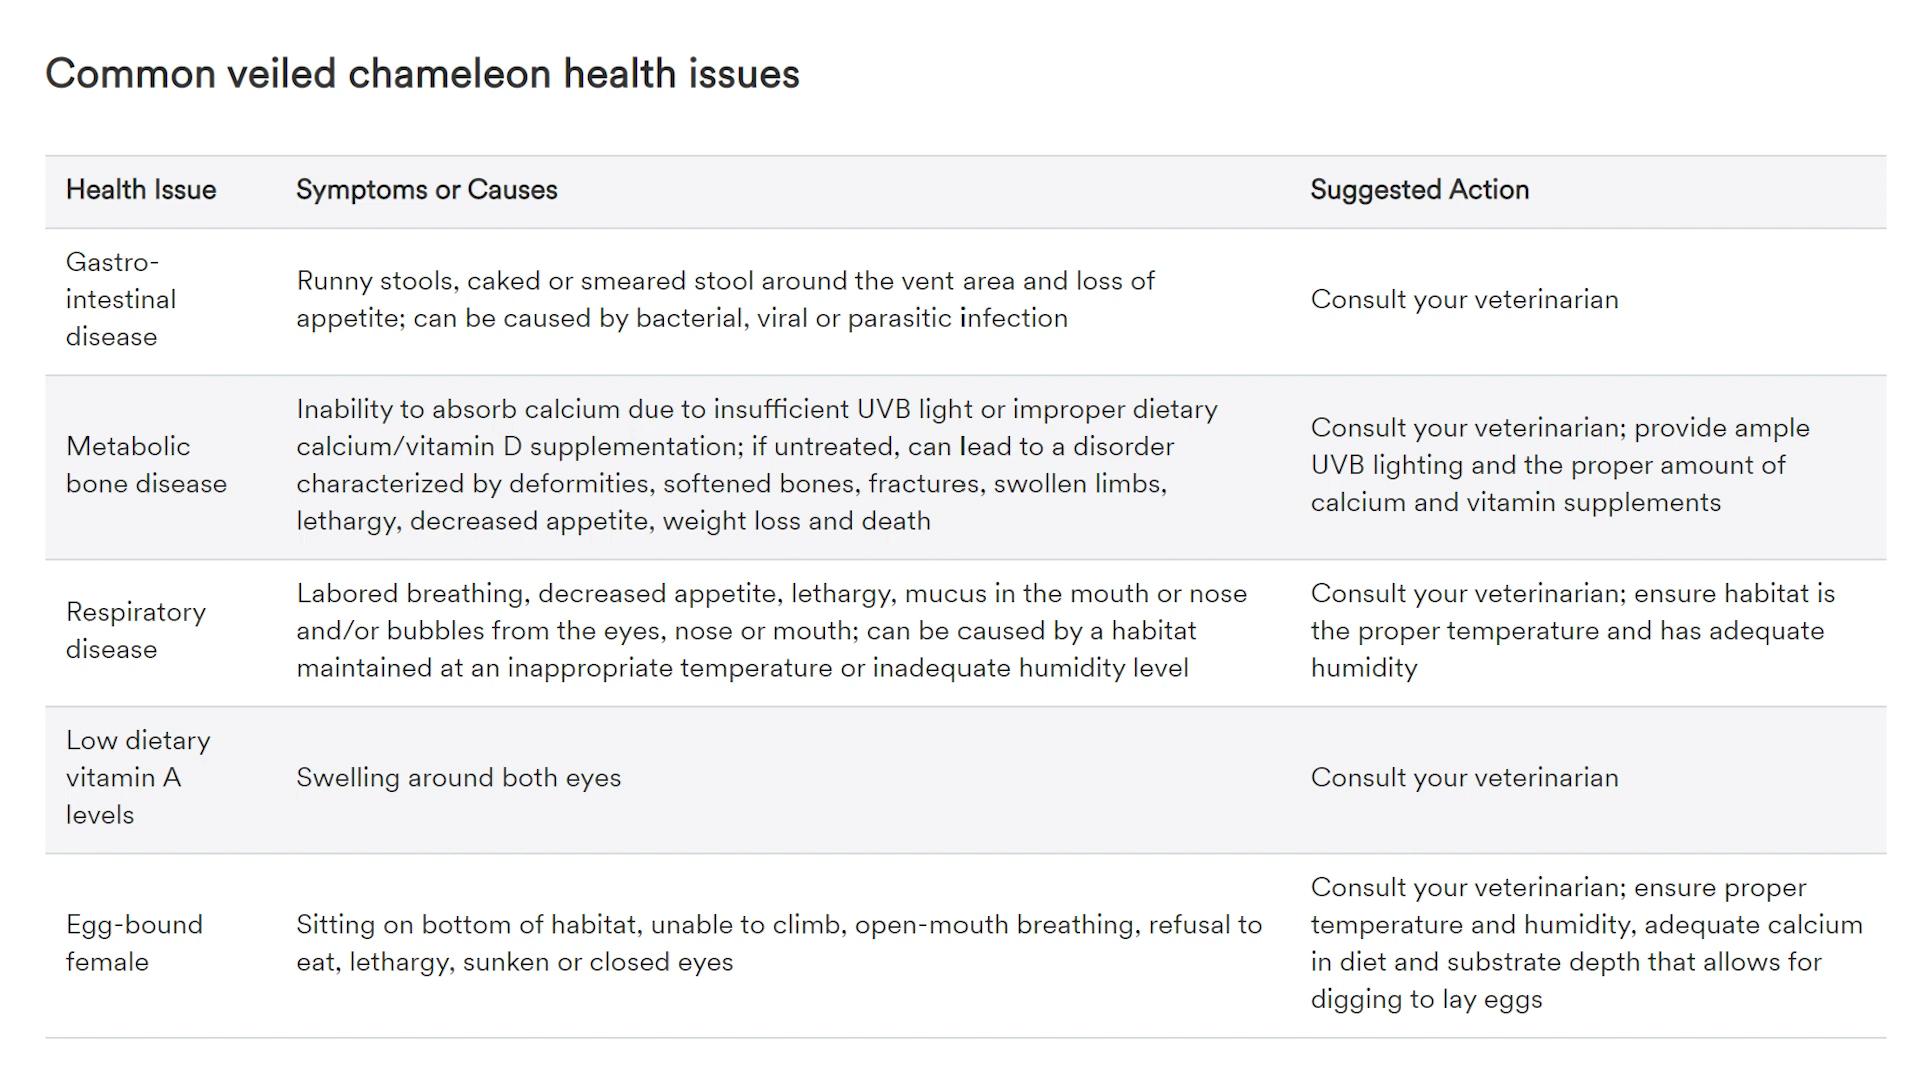 Common veiled chameleon health issues
Health Issue
Symptoms or Causes
Suggested Action
Gastro-
intestinal
disease
Runny stools, caked or smeared stool around the vent area and loss of
appetite; can be caused by bacterial, viral or parasitic infection
Consult your veterinarian
Metabolic
bone disease
Inability to absorb calcium due to insufficient UVB light or improper dietary
calcium/vitamin D supplementation; if untreated, can lead to a disorder
characterized by deformities, softened bones, fractures, swollen limbs,
lethargy, decreased appetite, weight loss and death
Consult your veterinarian; provide ample
UVB lighting and the proper amount of
calcium and vitamin supplements
Respiratory
disease
Labored breathing, decreased appetite, lethargy, mucus in the mouth or nose
and/or bubbles from the eyes, nose or mouth; can be caused by a habitat
maintained at an inappropriate temperature or inadequate humidity level
Consult your veterinarian; ensure habitat is
the proper temperature and has adequate
humidity
Low dietary
vitamin A
levels
Swelling around both eyes
Consult your veterinarian
Egg-bound
female
Sitting on bottom of habitat, unable to climb, open-mouth breathing, refusal to
eat, lethargy, sunken or closed eyes
Consult your veterinarian; ensure proper
temperature and humidity, adequate calcium
in diet and substrate depth that allows for
digging to lay eggs